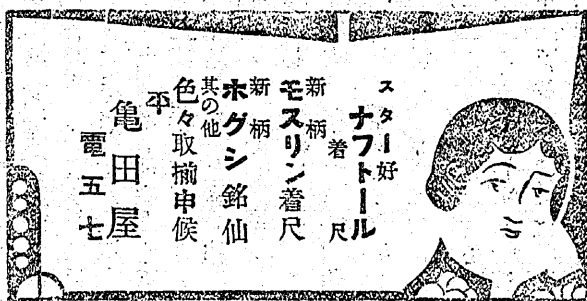 スター好
ナフトール
着尺
新柄
モスリン着尺
新柄
ホグシ銘仙
其の他
色々取揃申候
平
亀田屋
電五七